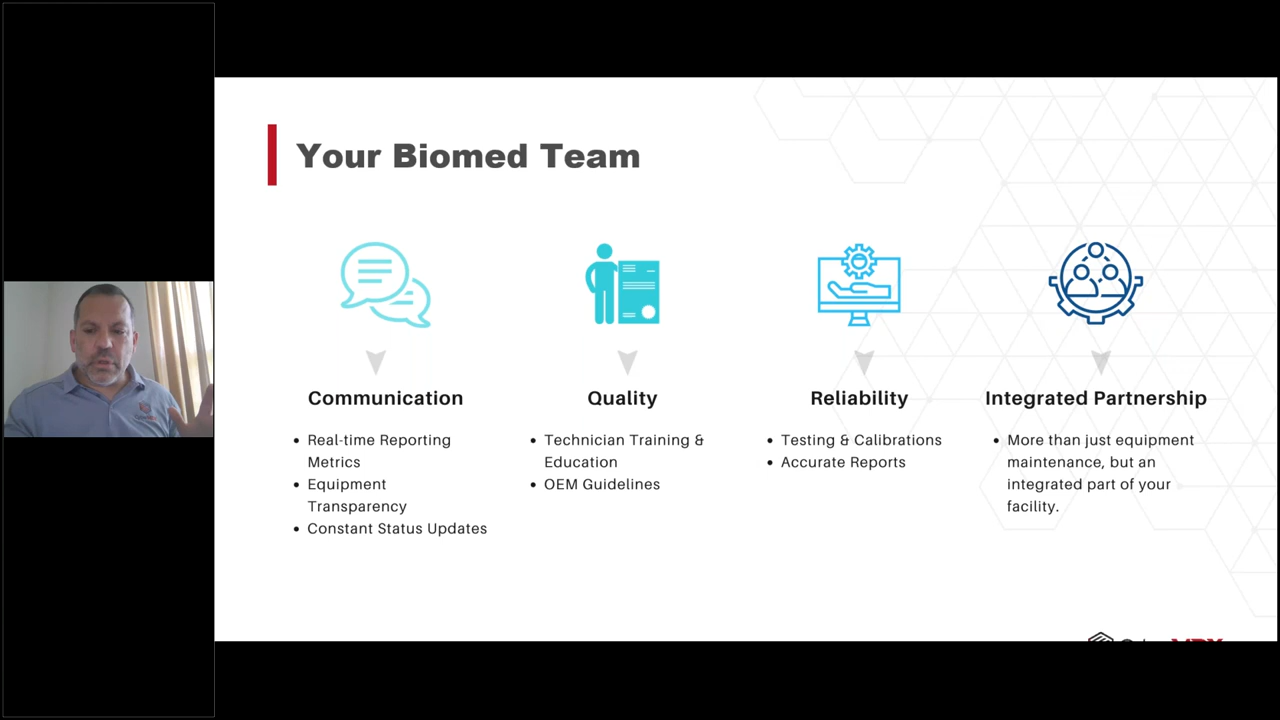 Your Biomed Team
Communication
Real-time Reporting
Metrics
Equipment
Transparency
Constant Status Updates
Quality
Technician Training &
Education
OEM Guidelines
Reliability
Testing & Calibrations
Accurate Reports
Integrated Partnership
More than just equipment
maintenance, but an
integrated part of your
facility.